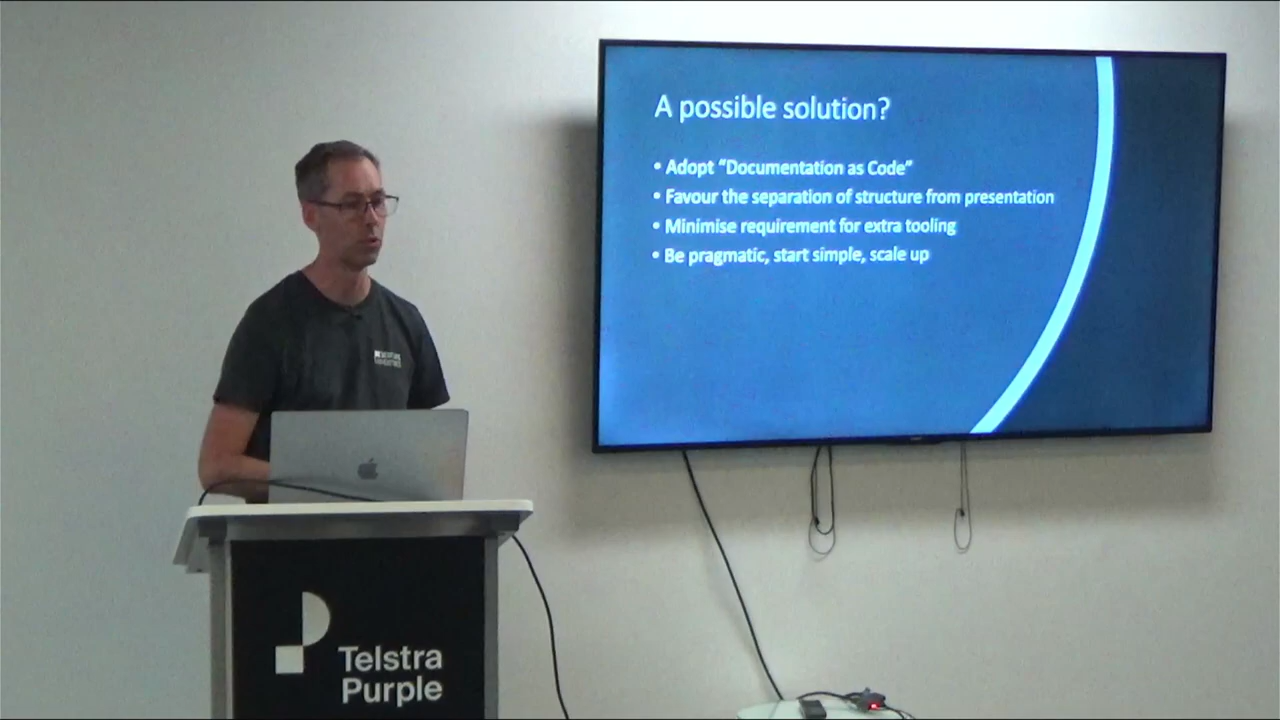 A possible solution?
• Adopt “Documentation as Code”
• Favour the separation of structure from presentation
• Minimise requirement for extra tooling
• Be pragmatic, start simple, scale up
Telstra
Purple